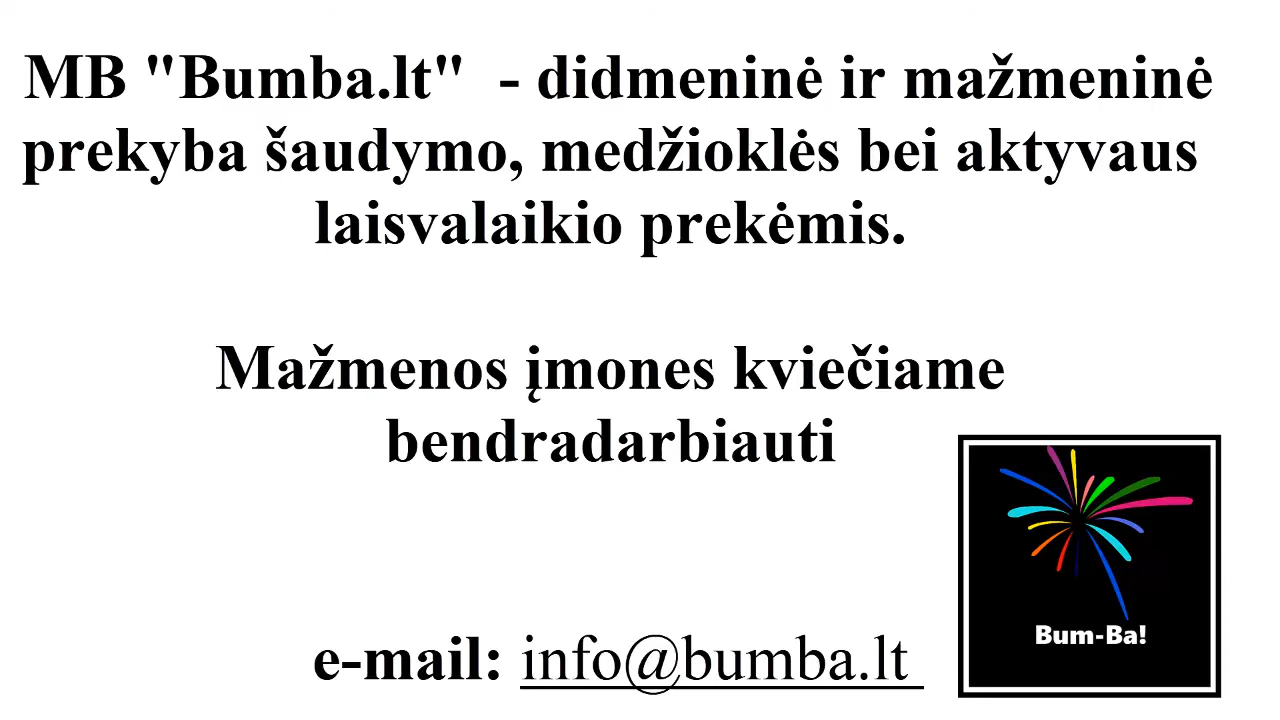 MB "Bumba.lt"  - didmeninė ir mažmeninė
prekyba šaudymo, medžioklės bei aktyvaus
laisvalaikio prekėmis.
Mažmenos įmones kviečiame
bendradarbiauti
Bum-Ba!
e-mail: info@bumba.lt